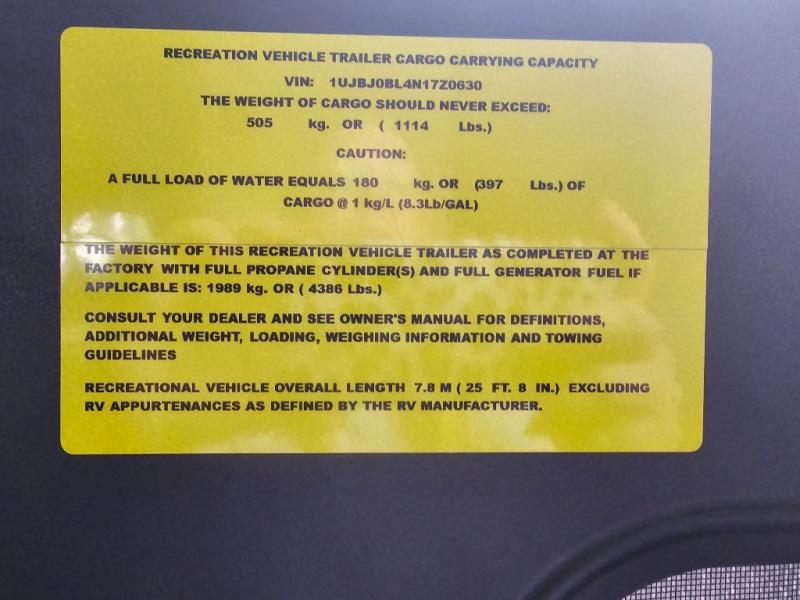 RECREATION VEHICLE TRAILER CARGO CARRYING CAPACITY
VIN: 1UJBJ0BL4N17Z0630
THE WEIGHT OF CARGO SHOULD NEVER EXCEED:
505 kg. OR ( 1114 Lbs.)
CAUTION:
A FULL LOAD OF WATER EQUALS 180 kg. OR (397 Lbs.) OF
CARGO @ 1 kg/L (8.3Lb/GAL)
THE WEIGHT OF THIS RECREATION VEHICLE TRAILER AS COMPLETED AT THE
FACTORY WITH FULL PROPANE CYLINDER(S) AND FULL GENERATOR FUEL IF
APPLICABLE IS: 1989 kg. OR ( 4386 Lbs.)
CONSULT YOUR DEALER AND SEE OWNER'S MANUAL FOR DEFINITIONS,
ADDITIONAL WEIGHT, LOADING, WEIGHING INFORMATION AND TOWING
GUIDELINES
RECREATIONAL VEHICLE OVERALL LENGTH 7.8 M ( 25 FT. 8 IN.) EXCLUDING
RV APPURTENANCES AS DEFINED BY THE RV MANUFACTURER.